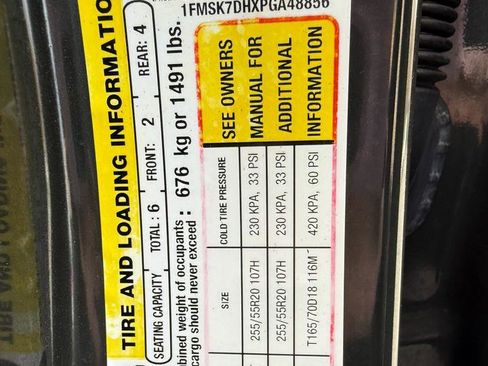 1FMSK7DHXPGA48856
TIRE AND LOADING INFORMATION
SEATING CAPACITY TOTAL: 6 FRONT: 2 REAR: 4
bined weight of occupants
cargo should never exceed : 676 kg or 1491 lbs.
SIZE COLD TIRE PRESSURE SEE OWNERS
255/55R20 107H 230 KPA, 33 PSI MANUAL FOR
255/55R20 107H 230 KPA, 33 PSI ADDITIONAL
T165/70D18 116M 420 KPA, 60 PSI INFORMATION